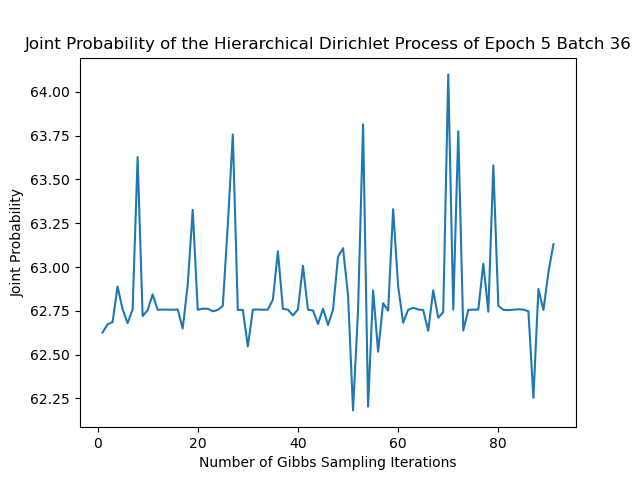 Joint Probability of the Hierarchical Dirichlet Process of Epoch 5 Batch 36
64.00
63.75
63.50
63.25
63.00
62.75
62.50
62.25
Joint Probability
0 20 40 60 80
Number of Gibbs Sampling Iterations